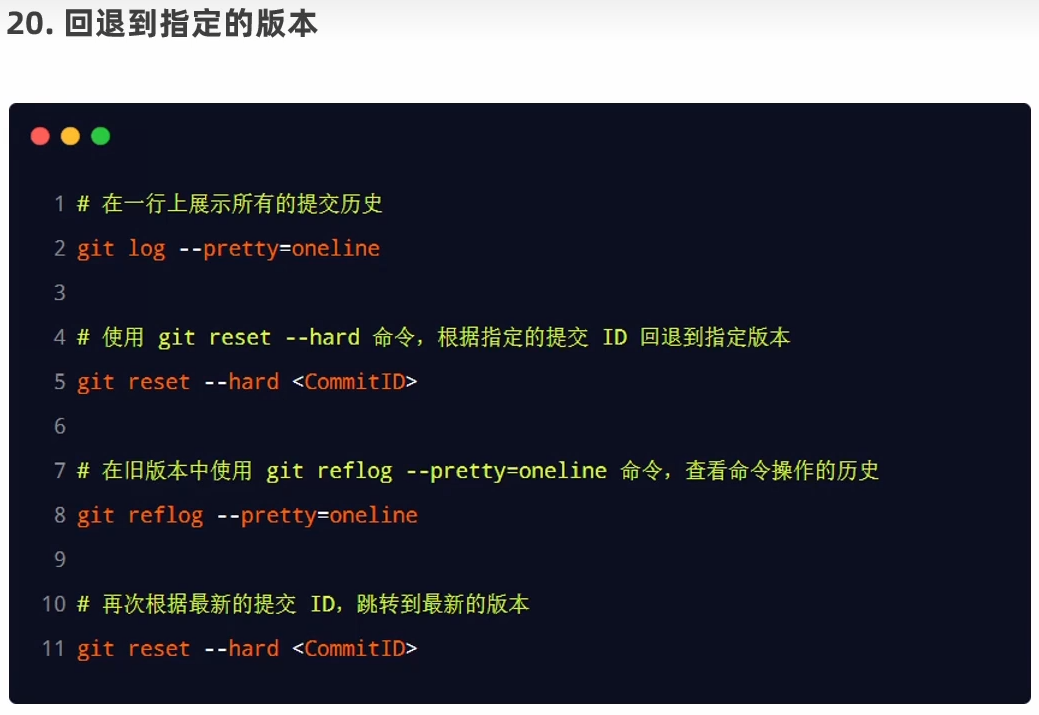 20. 回退到指定的版本
1 # 在一行上展示所有的提交历史
2 git log --pretty=oneline
3
4 # 使用 git reset --hard 命令，根据指定的提交 ID 回退到指定版本
5 git reset --hard <CommitID>
6
7 # 在旧版本中使用 git reflog --pretty=oneline 命令，查看命令操作的历史
8 git reflog --pretty=oneline
9
10 # 再次根据最新的提交 ID，跳转到最新的版本
11 git reset --hard <CommitID>